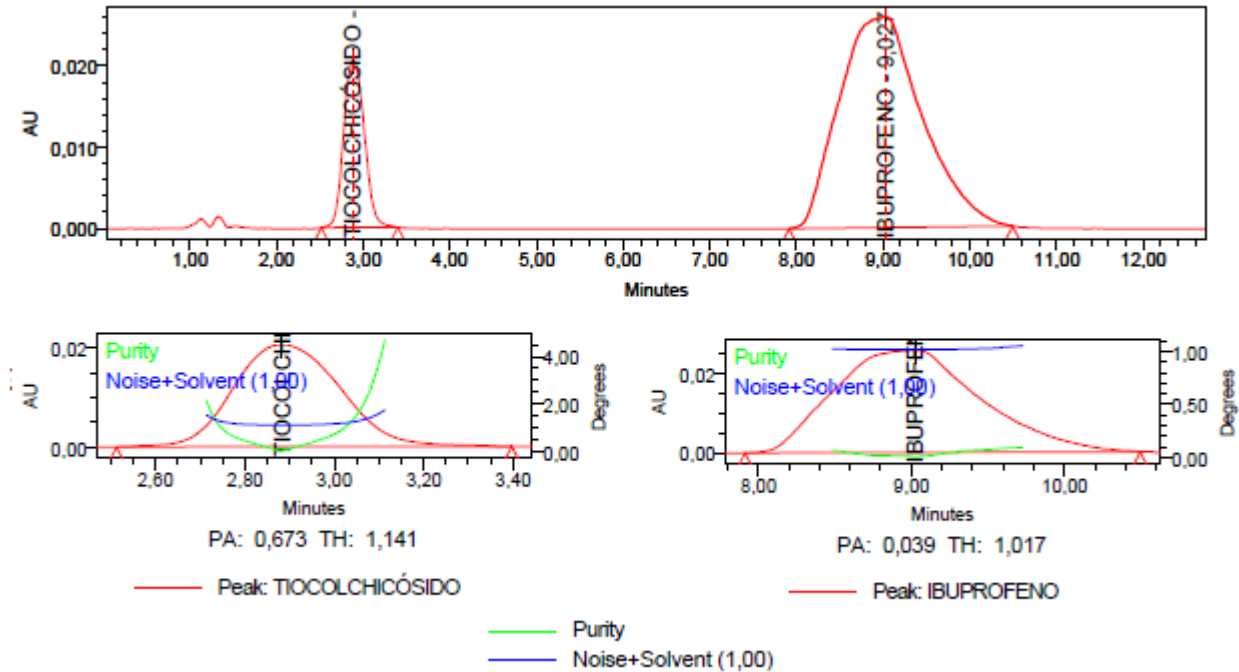 AU
0,020
0,010
0,000
TIOCOLCHICÓSIDO -
IBUPROFENO - 9,027
1,00 2,00 3,00 4,00 5,00 6,00 7,00 8,00 9,00 10,00 11,00 12,00
Minutes
Purity
Noise+Solvent (1,00)
AU
0,02
0,00
TIOCOLCHI
4,00
2,00
0,00
Degrees
2,60 2,80 3,00 3,20 3,40
Minutes
PA: 0,673 TH: 1,141
Peak: TIOCOLCHICÓSIDO
Purity
Noise+Solvent (1,00)
AU
0,02
0,00
IBUPROFEN
1,00
0,50
0,00
Degrees
8,00 9,00 10,00
Minutes
PA: 0,039 TH: 1,017
Peak: IBUPROFENO
Purity
Noise+Solvent (1,00)